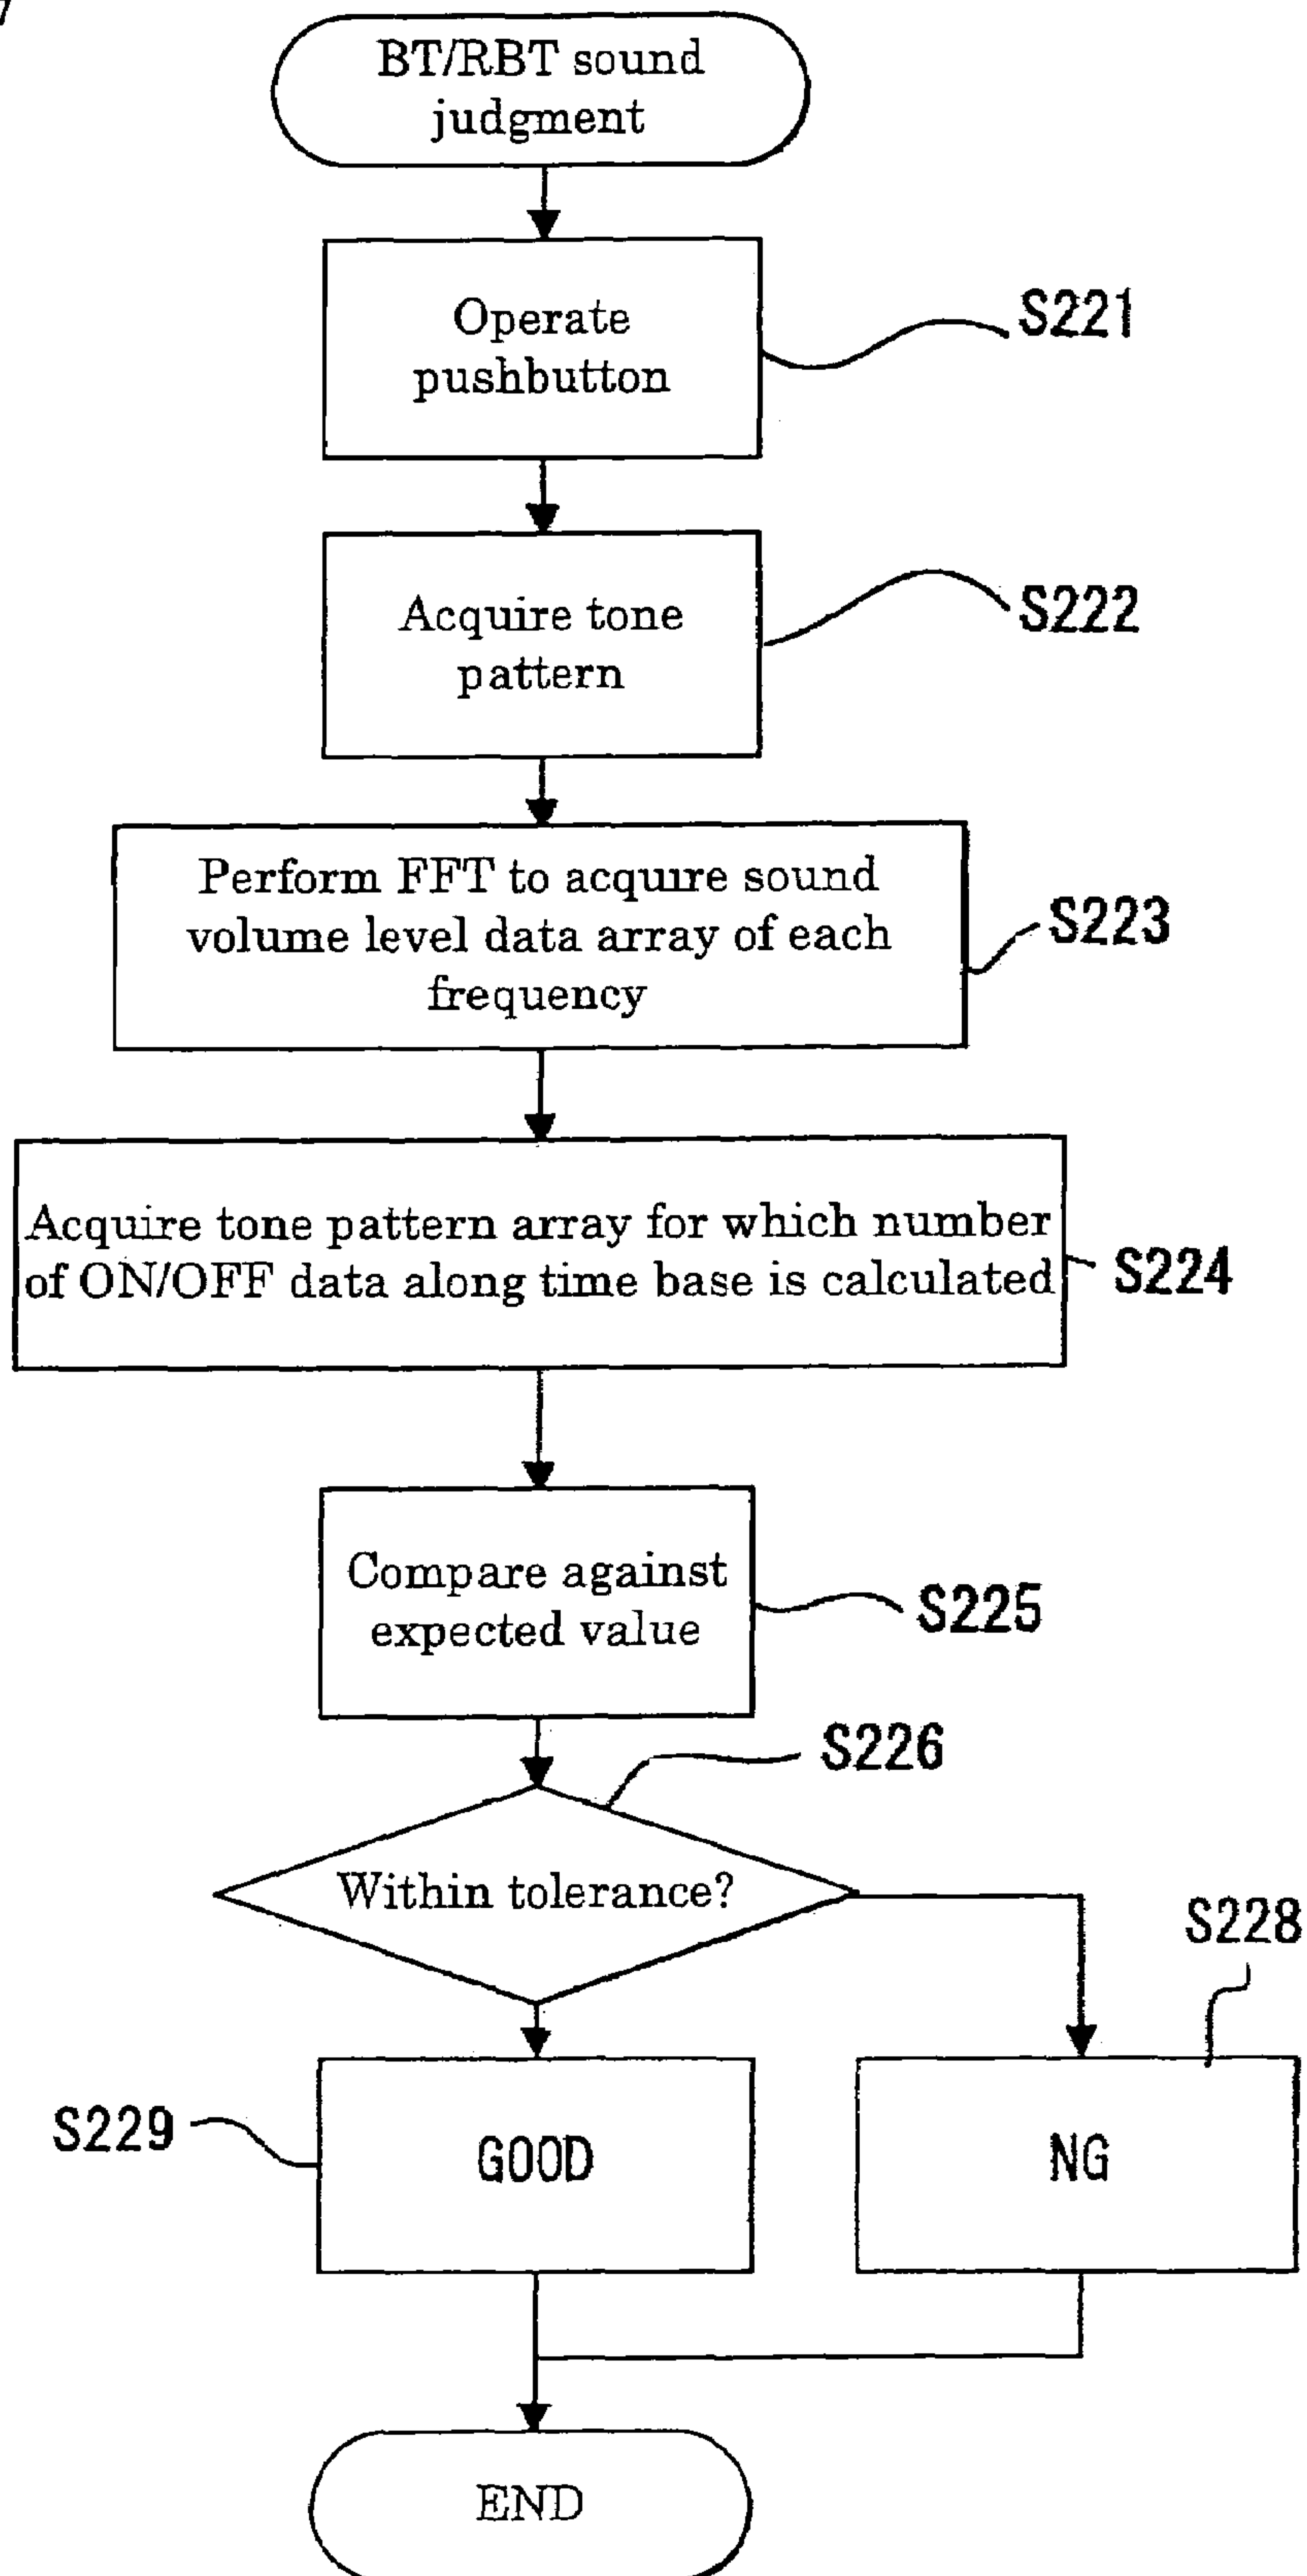 BT/RBT sound
judgment
Operate
pushbutton
S221
Acquire tone
pattern
S222
Perform FFT to acquire sound
volume level data array of each
frequency
S223
Acquire tone pattern array for which number
of ON/OFF data along time base is calculated
S224
Compare against
expected value
S225
S226
Within tolerance?
S228
S229
GOOD
NG
END